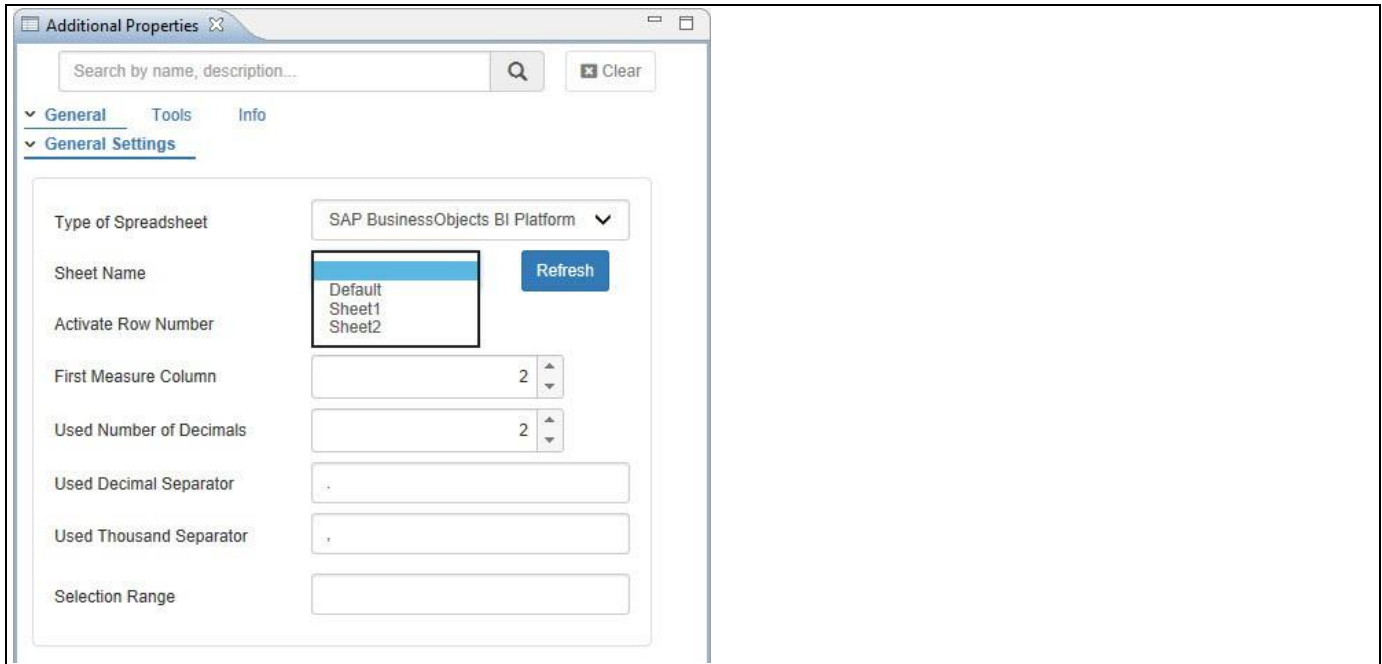 Additional Properties
Search by name, description...
Clear
General Tools Info
General Settings
Type of Spreadsheet SAP BusinessObjects BI Platform
Sheet Name Refresh
Default
Sheet1
Activate Row Number Sheet2
First Measure Column 2
Used Number of Decimals 2
Used Decimal Separator .
Used Thousand Separator ,
Selection Range